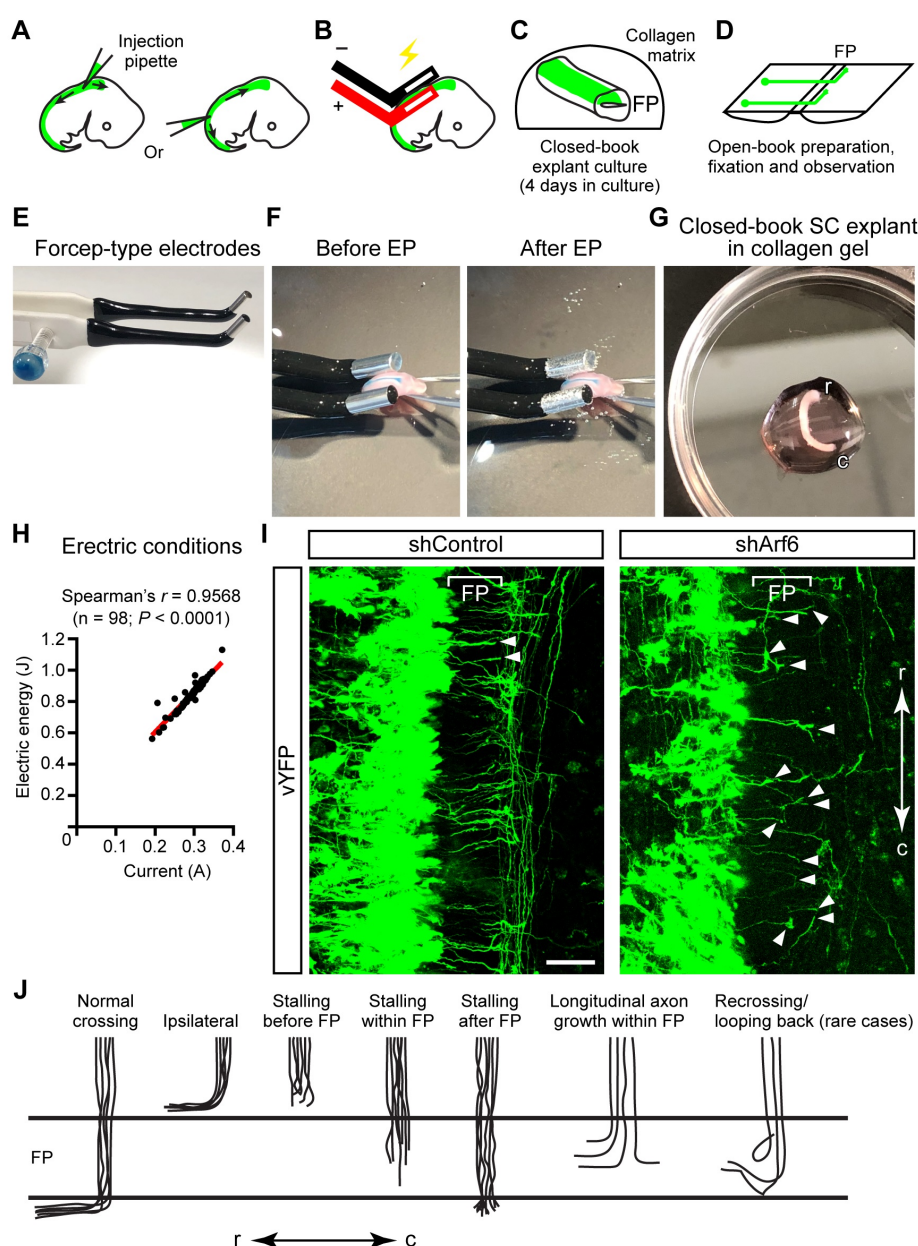 A
Injection
pipette
Or
B
–
+
C
Collagen
matrix
FP
Closed-book
explant culture
(4 days in culture)
D
FP
Open-book preparation,
fixation and observation
E
Forcep-type electrodes
F
Before EP
After EP
G
Closed-book SC explant
in collagen gel
r
c
H
Erectric conditions
Spearman's r = 0.9568
(n = 98; P < 0.0001)
Electric energy (J)
1.2
1.0
0.8
0.6
0.4
0.2
0
0.1
0.2
0.3
0.4
Current (A)
I
shControl
shArf6
vYFP
FP
FP
r
c
J
Normal
crossing
Ipsilateral
Stalling
before FP
Stalling
within FP
Stalling
after FP
Longitudinal axon
growth within FP
Recrossing/
looping back (rare cases)
FP
r
c